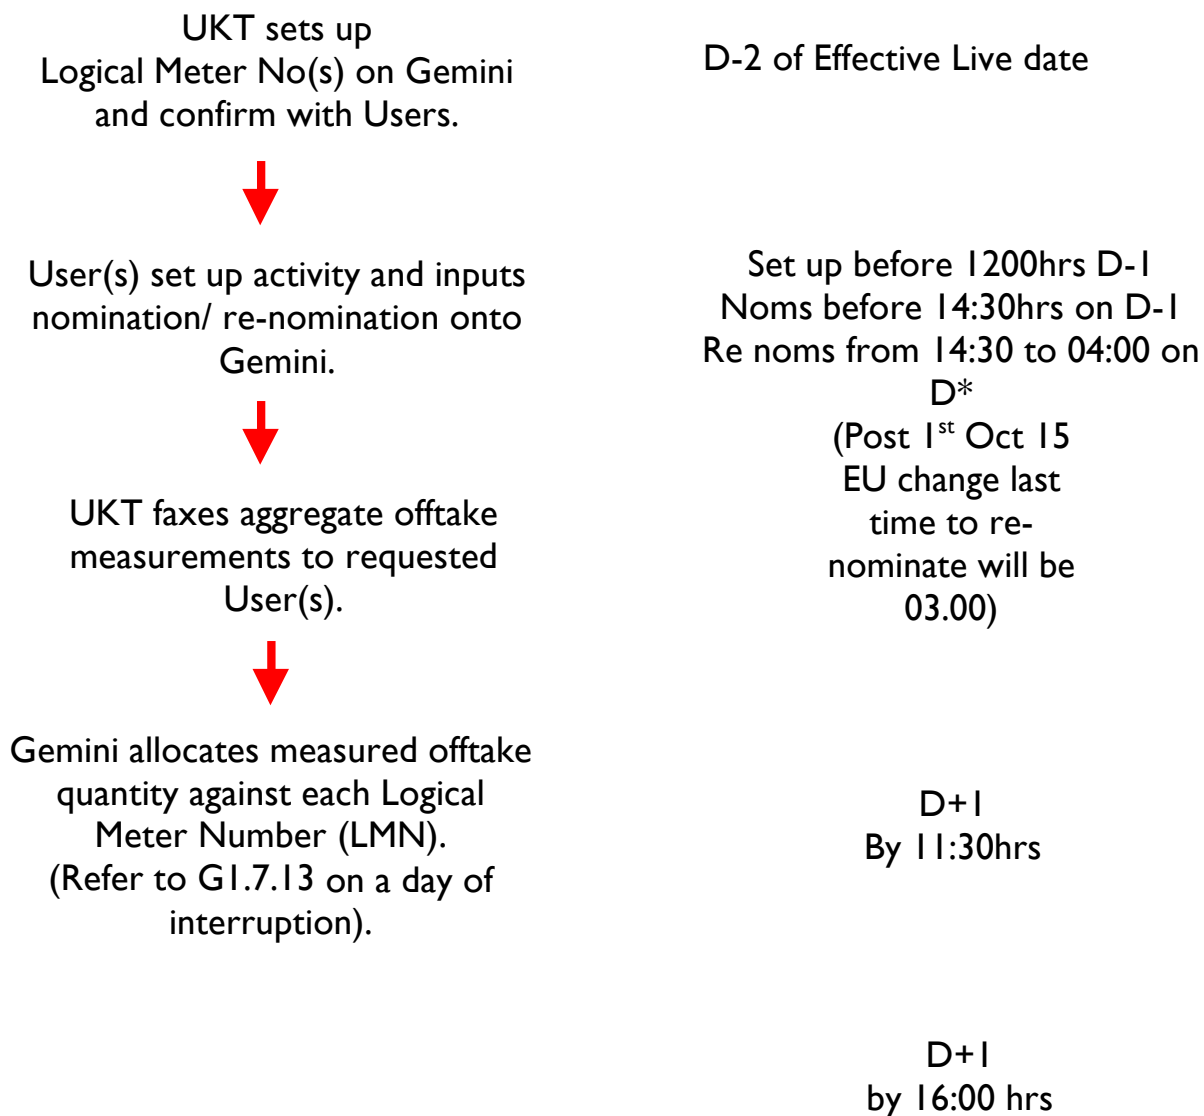 UKT sets up
Logical Meter No(s) on Gemini
and confirm with Users.
D-2 of Effective Live date
User(s) set up activity and inputs
nomination/ re-nomination onto
Gemini.
Set up before 1200hrs D-1
Noms before 14:30hrs on D-1
Re noms from 14:30 to 04:00 on
D*
(Post 1st Oct 15
EU change last
time to re-
nominate will be
03.00)
UKT faxes aggregate offtake
measurements to requested
User(s).
Gemini allocates measured offtake
quantity against each Logical
Meter Number (LMN).
(Refer to G1.7.13 on a day of
interruption).
D+1
By 11:30hrs
D+1
by 16:00 hrs